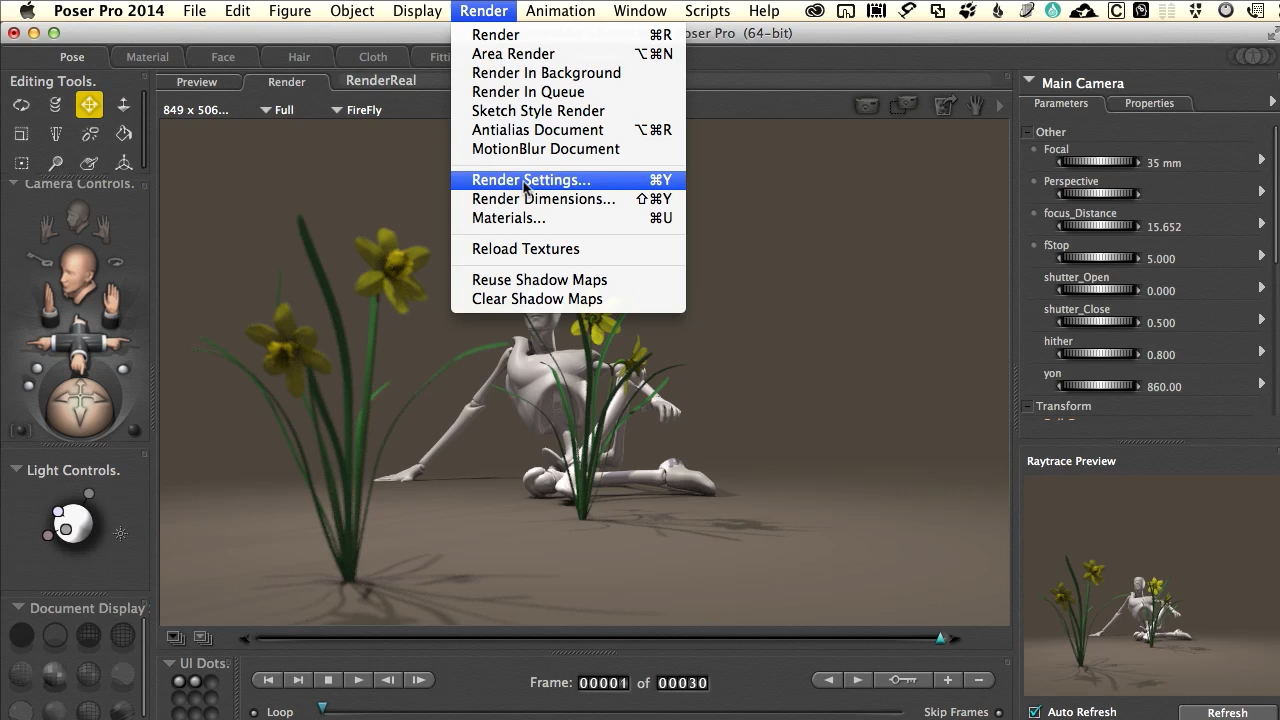 Poser Pro 2014 File Edit Figure Object Display Render Animation Window Scripts Help
Poser Pro (64-bit)
Render ⌘R
Area Render ⌥⌘N
Render In Background
Render In Queue
Sketch Style Render
Antialias Document ⌥⌘R
MotionBlur Document
Render Settings... ⌘Y
Render Dimensions... ⇧⌘Y
Materials... ⌘U
Reload Textures
Reuse Shadow Maps
Clear Shadow Maps
Pose Material Face Hair Cloth Fitti
Editing Tools.
Preview Render RenderReal
849 x 506... Full FireFly
Camera Controls.
Light Controls.
Document Display
UI Dots.
Frame: 00001 of 00030
Loop
Skip Frames
Main Camera
Parameters Properties
Other
Focal
35 mm
Perspective
focus_Distance
15.652
fStop
5.000
shutter_Open
0.000
shutter_Close
0.500
hither
0.800
yon
860.00
Transform
Raytrace Preview
Auto Refresh Refresh